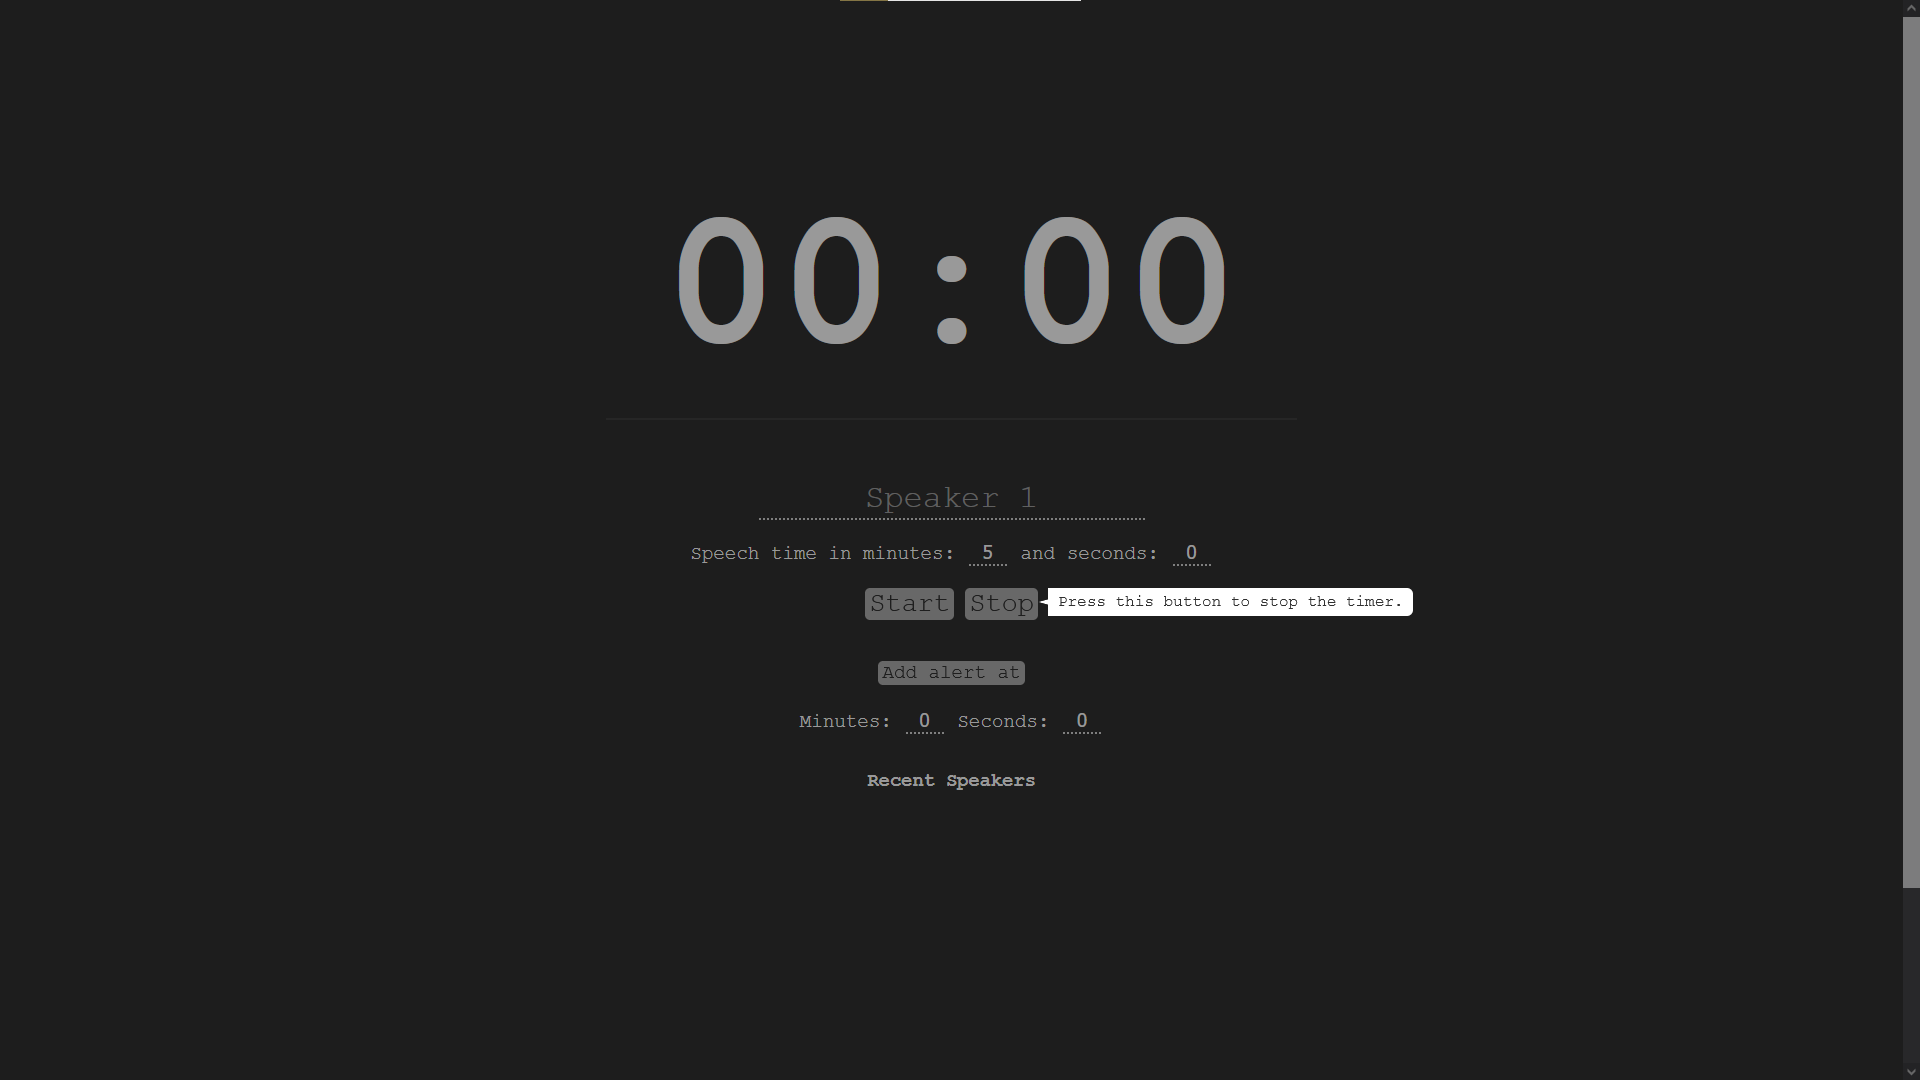 00:00
Speaker 1
Speech time in minutes: 5 and seconds: 0
Start Stop Press this button to stop the timer.
Add alert at
Minutes: 0 Seconds: 0
Recent Speakers